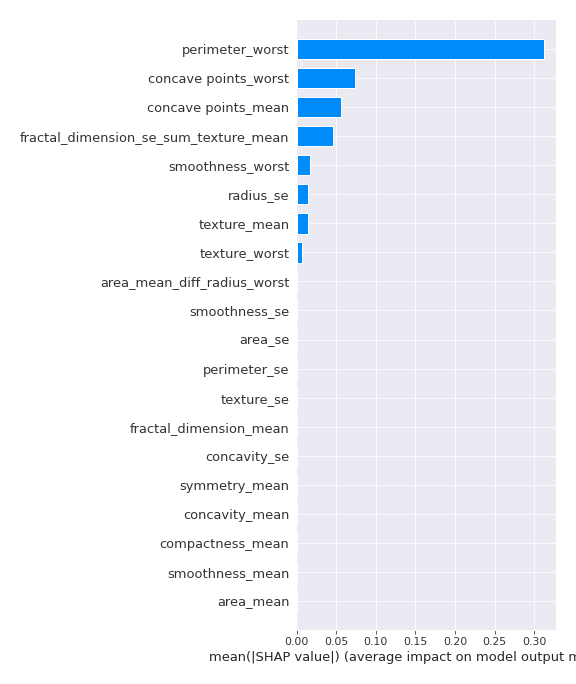 perimeter_worst
concave points_worst
concave points_mean
fractal_dimension_se_sum_texture_mean
smoothness_worst
radius_se
texture_mean
texture_worst
area_mean_diff_radius_worst
smoothness_se
area_se
perimeter_se
texture_se
fractal_dimension_mean
concavity_se
symmetry_mean
concavity_mean
compactness_mean
smoothness_mean
area_mean
0.00 0.05 0.10 0.15 0.20 0.25 0.30
mean(|SHAP value|) (average impact on model output m